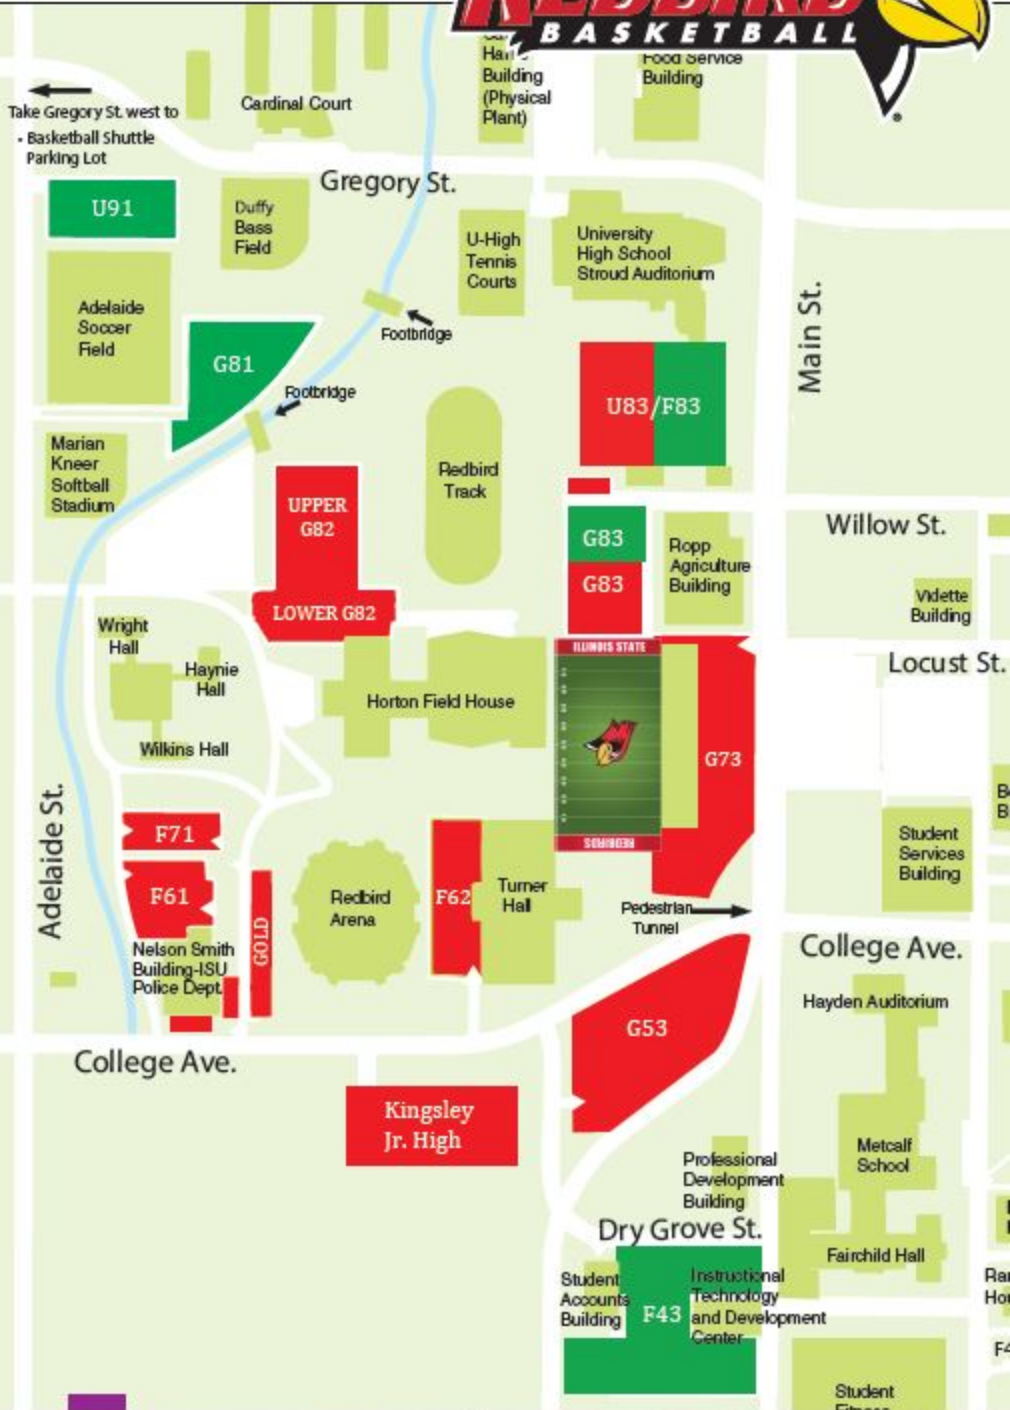 REDBIRD
BASKETBALL
Building
(Physical
Plant)
Food Service
Building
Cardinal Court
Take Gregory St. west to
- Basketball Shuttle
Parking Lot
Gregory St.
U91
Duffy
Bass
Field
U-High
Tennis
Courts
University
High School
Stroud Auditorium
Adelaide
Soccer
Field
G81
Footbridge
Footbridge
Main St.
U83/F83
Marian
Kneer
Softball
Stadium
Redbird
Track
UPPER
G82
LOWER G82
G83
G83
Ropp
Agriculture
Building
Willow St.
Vidette
Building
Wright
Hall
Haynie
Hall
Wilkins Hall
Horton Field House
ILLINOIS STATE
REDBIRDS
G73
Locust St.
Adelaide St.
F71
F61
Nelson Smith
Building-ISU
Police Dept.
GOLD
Redbird
Arena
F62
Turner
Hall
Pedestrian
Tunnel
Student
Services
Building
College Ave.
Hayden Auditorium
G53
College Ave.
Kingsley
Jr. High
Professional
Development
Building
Metcalf
School
Dry Grove St.
Fairchild Hall
Student
Accounts
Building
F43
Instructional
Technology
and Development
Center
Student